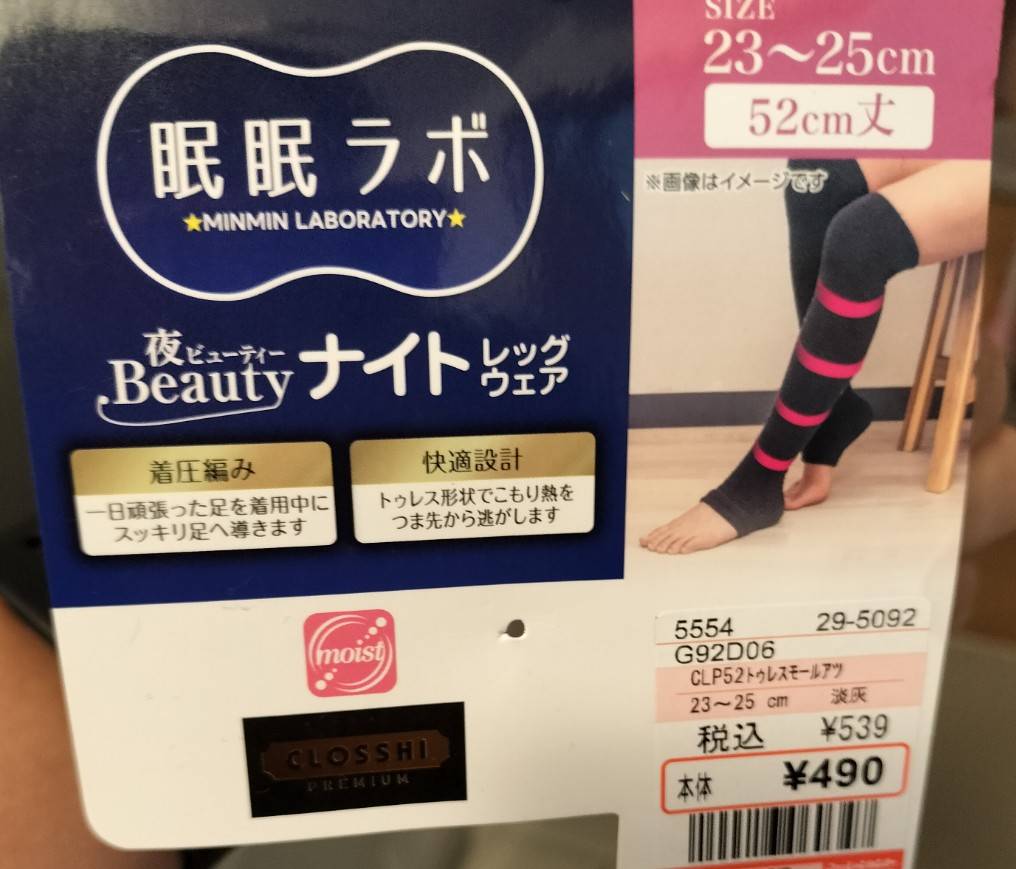 眠眠ラボ
★MINMIN LABORATORY★
夜ビューティー
Beauty
ナイト
レッグ
ウェア
着圧編み
一日頑張った足を着用中に
スッキリ足へ導きます
快適設計
トゥレス形状でこもり熱を
つま先から逃がします
moist
CLOSSHI
PREMIUM
SIZE
23〜25cm
52cm丈
※画像はイメージです
5554 29-5092
G92D06
CLP52トゥレスモールアツ
23〜25 cm 淡灰
税込 ¥539
本体 ¥490